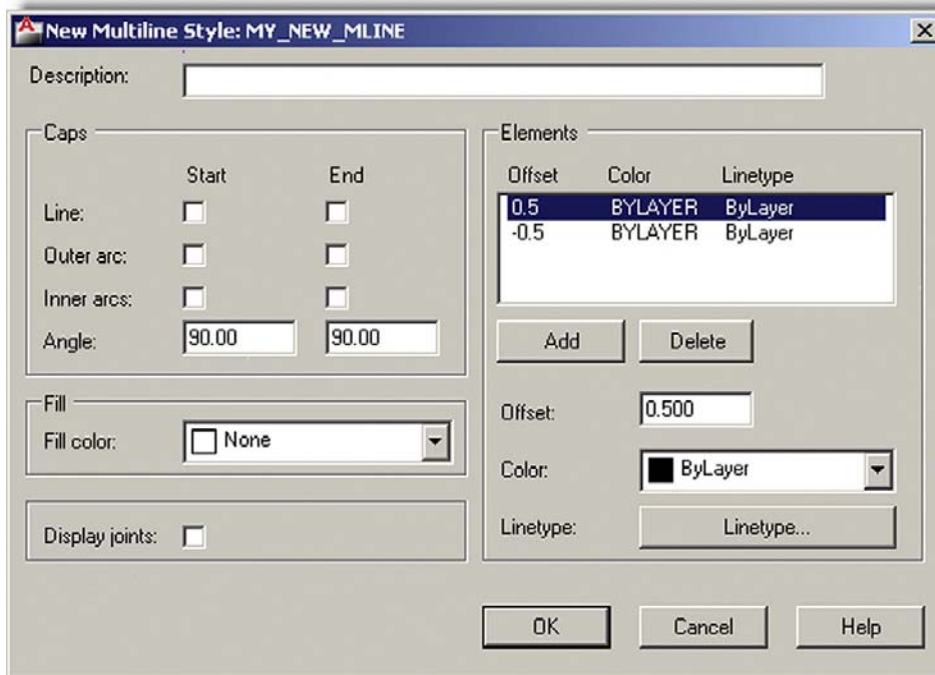 New Multiline Style: MY_NEW_MLINE
Description:
Caps
Start End
Line:
Outer arc:
Inner arcs:
Angle: 90.00 90.00
Fill
Fill color: None
Display joints:
Elements
Offset Color Linetype
0.5 BYLAYER ByLayer
-0.5 BYLAYER ByLayer
Add Delete
Offset: 0.500
Color: ByLayer
Linetype: Linetype...
OK Cancel Help